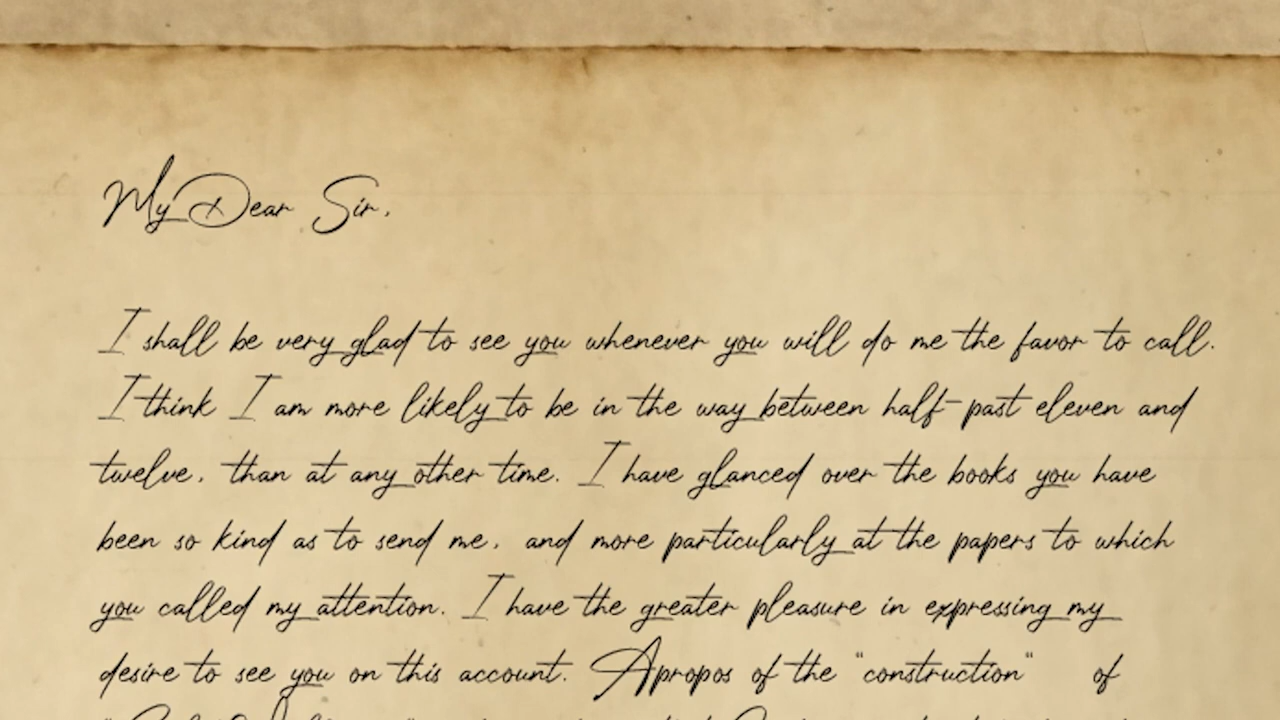 My Dear Sir,
I shall be very glad to see you whenever you will do me the favor to call.
I think I am more likely to be in the way between half-past eleven and
twelve, than at any other time. I have glanced over the books you have
been so kind as to send me, and more particularly at the papers to which
you called my attention. I have the greater pleasure in expressing my
desire to see you on this account. Apropos of the "construction" of